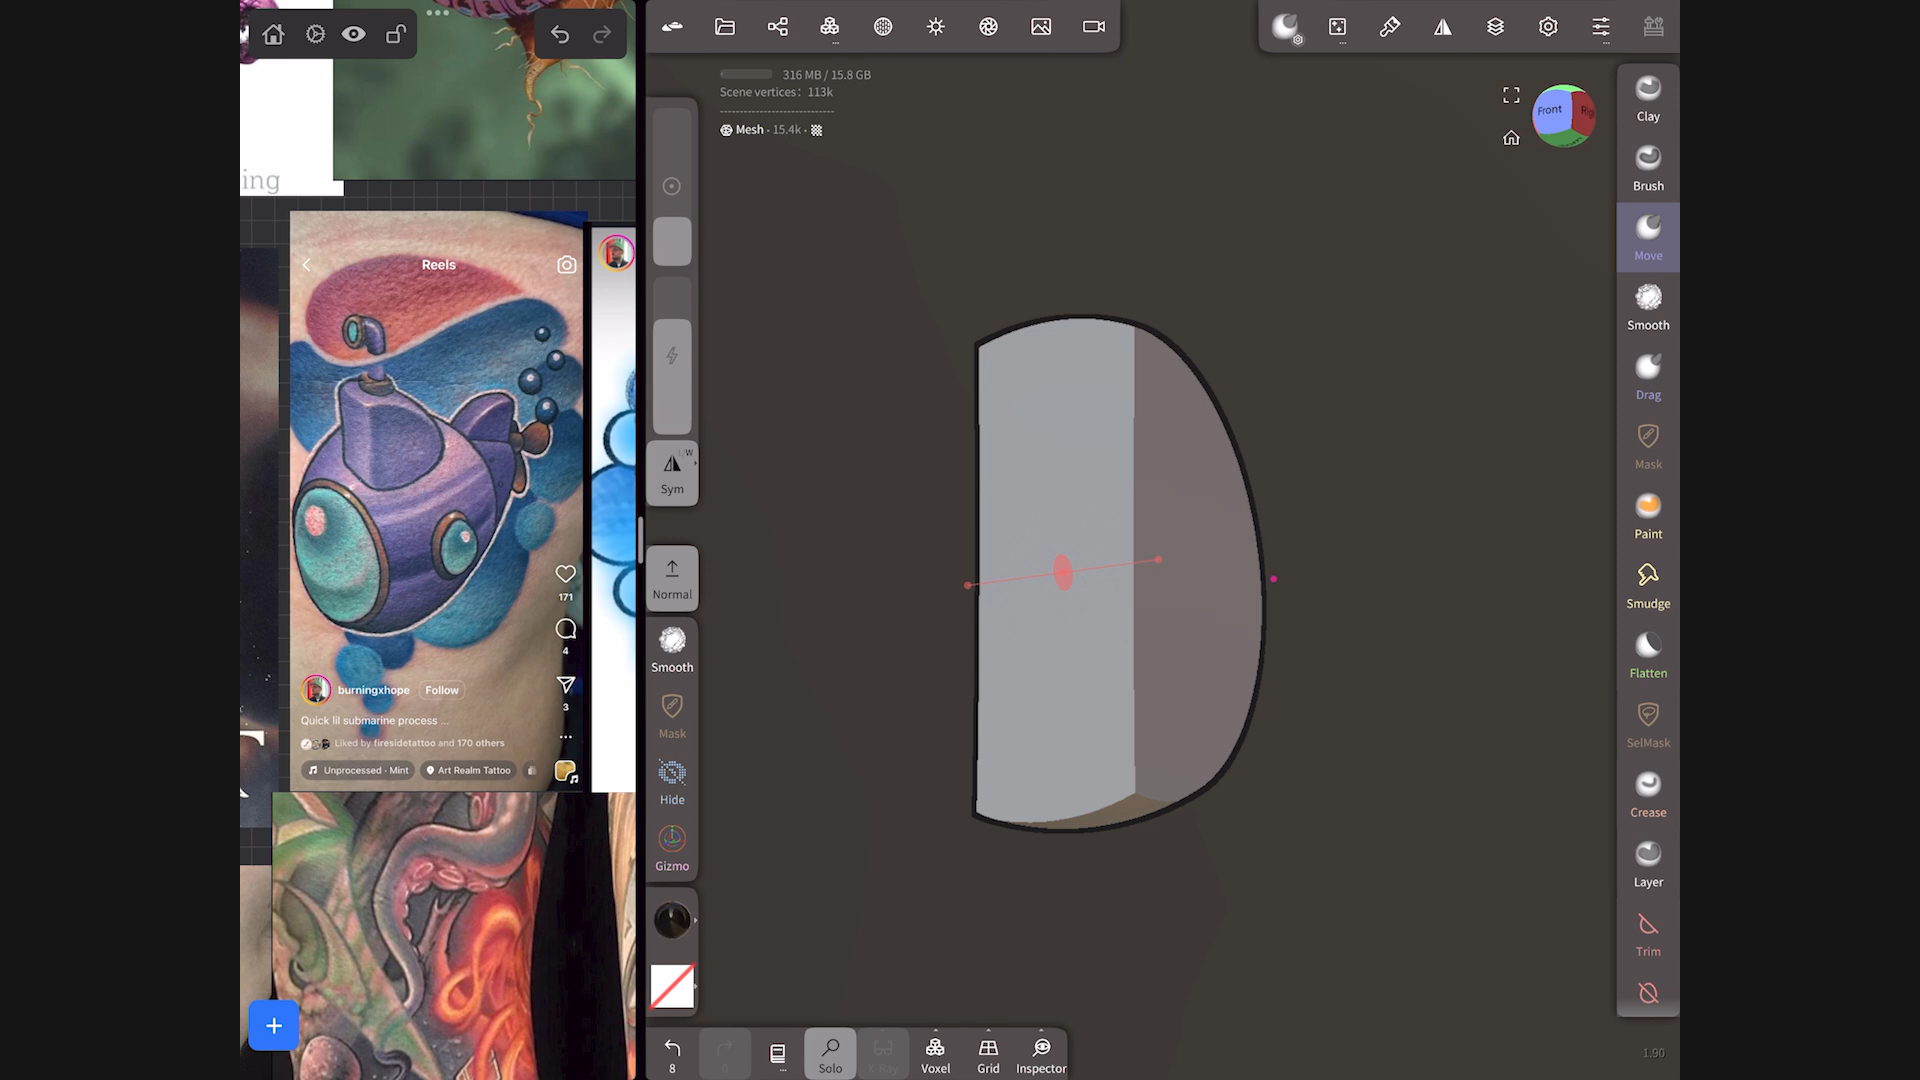 ing
Reels
171
4
3
burningxhope Follow
Quick lil submarine process ...
Liked by firesidetattoo and 170 others
Unprocessed · Mint
Art Realm Tattoo
316 MB / 15.8 GB
Scene vertices: 113k
Mesh · 15.4k ·
Front
Sym
Normal
Smooth
Mask
Hide
Gizmo
Clay
Brush
Move
Smooth
Drag
Mask
Paint
Smudge
Flatten
SelMask
Crease
Layer
Trim
8
0
Solo
X-Ray
Voxel
Grid
Inspector
1.90